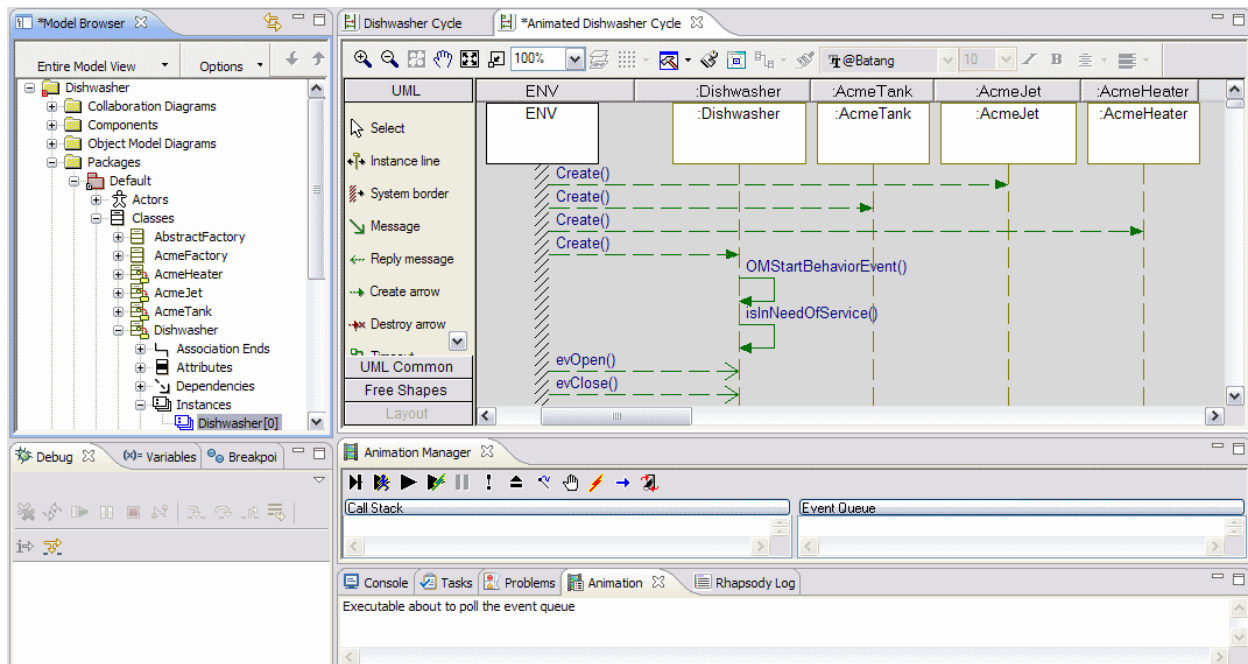 *Model Browser
Entire Model View Options
Dishwasher
Collaboration Diagrams
Components
Object Model Diagrams
Packages
Default
Actors
Classes
AbstractFactory
AcmeFactory
AcmeHeater
AcmeJet
AcmeTank
Dishwasher
Association Ends
Attributes
Dependencies
Instances
Dishwasher[0]
Dishwasher Cycle *Animated Dishwasher Cycle
100% @Batang 10 I B
UML
Select
Instance line
System border
Message
Reply message
Create arrow
Destroy arrow
Timeout
UML Common
Free Shapes
Layout
ENV :Dishwasher :AcmeTank :AcmeJet :AcmeHeater
ENV :Dishwasher :AcmeTank :AcmeJet :AcmeHeater
Create()
Create()
Create()
Create()
OMStartBehaviorEvent()
isInNeedOfService()
evOpen()
evClose()
Debug (x)= Variables Breakpoi
Animation Manager
Call Stack Event Queue
Console Tasks Problems Animation Rhapsody Log
Executable about to poll the event queue